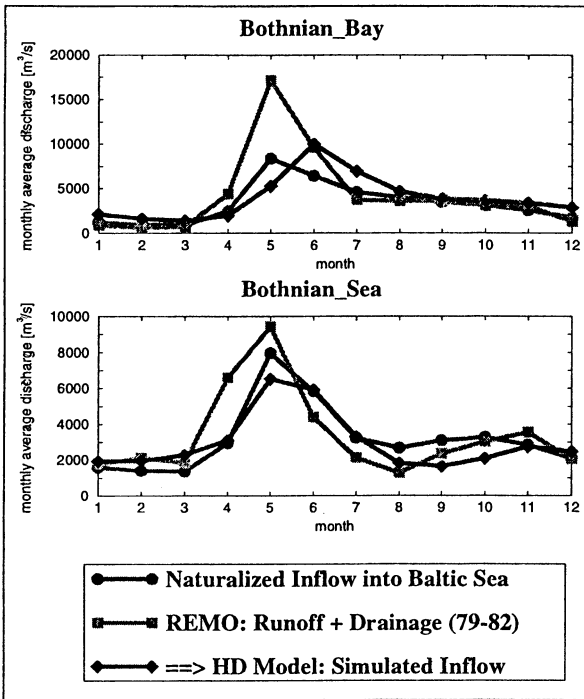 Bothnian_Bay
monthly average discharge [m³/s]
20000
15000
10000
5000
0
1 2 3 4 5 6 7 8 9 10 11 12
month
Bothnian_Sea
monthly average discharge [m³/s]
10000
8000
6000
4000
2000
0
1 2 3 4 5 6 7 8 9 10 11 12
month
Naturalized Inflow into Baltic Sea
REMO: Runoff + Drainage (79-82)
==> HD Model: Simulated Inflow